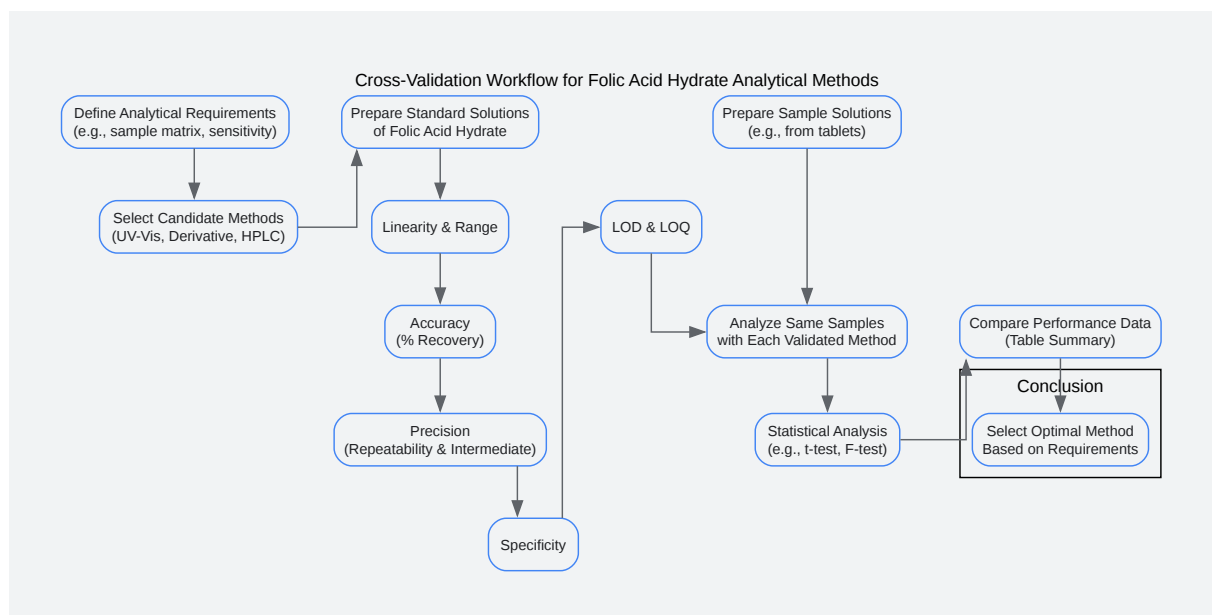 Cross-Validation Workflow for Folic Acid Hydrate Analytical Methods
Define Analytical Requirements
(e.g., sample matrix, sensitivity)
Select Candidate Methods
(UV-Vis, Derivative, HPLC)
Prepare Standard Solutions
of Folic Acid Hydrate
Linearity & Range
Accuracy
(% Recovery)
Precision
(Repeatability & Intermediate)
Specificity
LOD & LOQ
Prepare Sample Solutions
(e.g., from tablets)
Analyze Same Samples
with Each Validated Method
Statistical Analysis
(e.g., t-test, F-test)
Compare Performance Data
(Table Summary)
Conclusion
Select Optimal Method
Based on Requirements